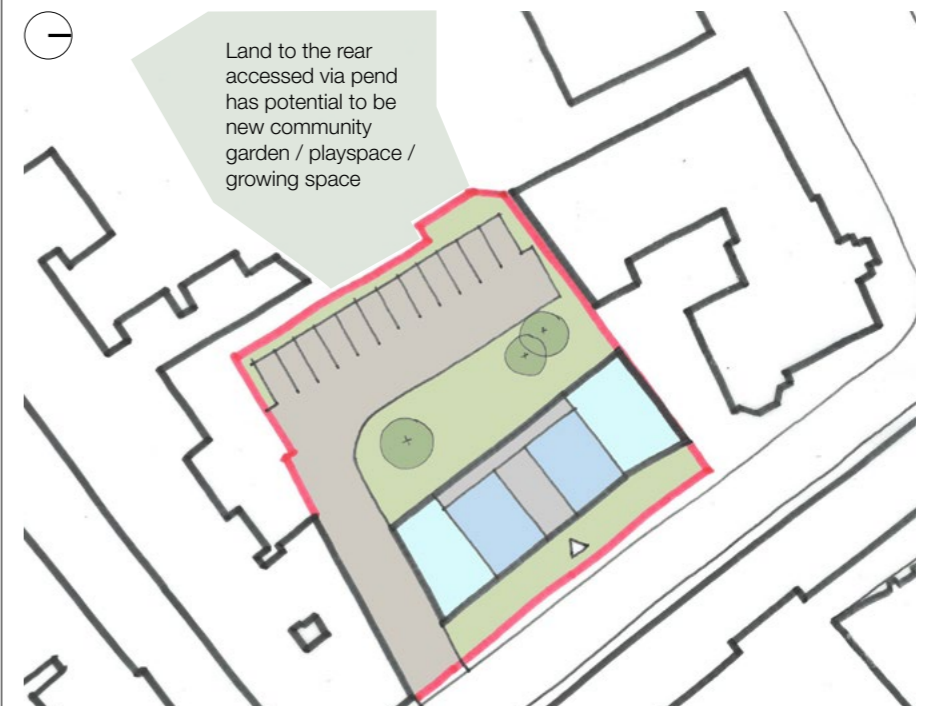 Land to the rear
accessed via pend
has potential to be
new community
garden / playspace /
growing space